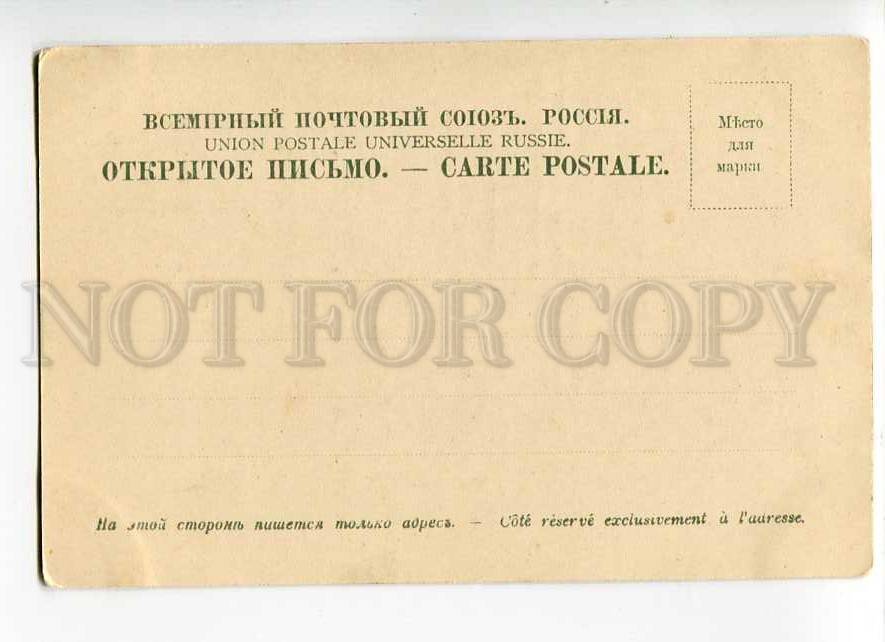 ВСЕМІРНЫЙ ПОЧТОВЫЙ СОЮЗЪ. РОССІЯ.
UNION POSTALE UNIVERSELLE RUSSIE.
ОТКРЫТОЕ ПИСЬМО. — CARTE POSTALE.
Мѣсто
для
марки
NOT FOR COPY
На этой сторонѣ пишется только адресъ. — Côté réservé exclusivement à l'adresse.